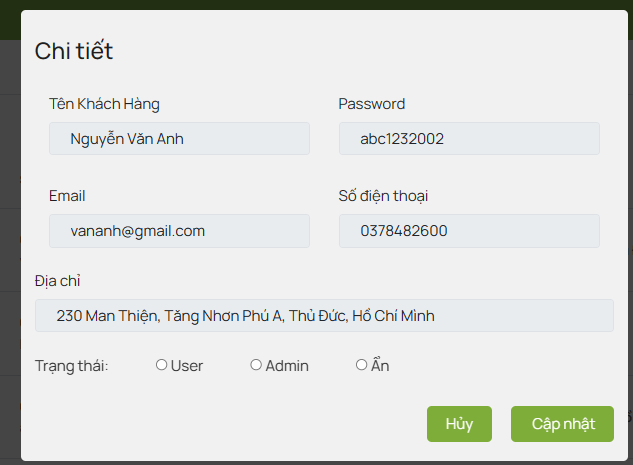 Chi tiết
Tên Khách Hàng Password
Nguyễn Văn Anh abc1232002
Email Số điện thoại
vananh@gmail.com 0378482600
Địa chỉ
230 Man Thiện, Tăng Nhơn Phú A, Thủ Đức, Hồ Chí Minh
Trạng thái: User Admin Ẩn
Hủy Cập nhật